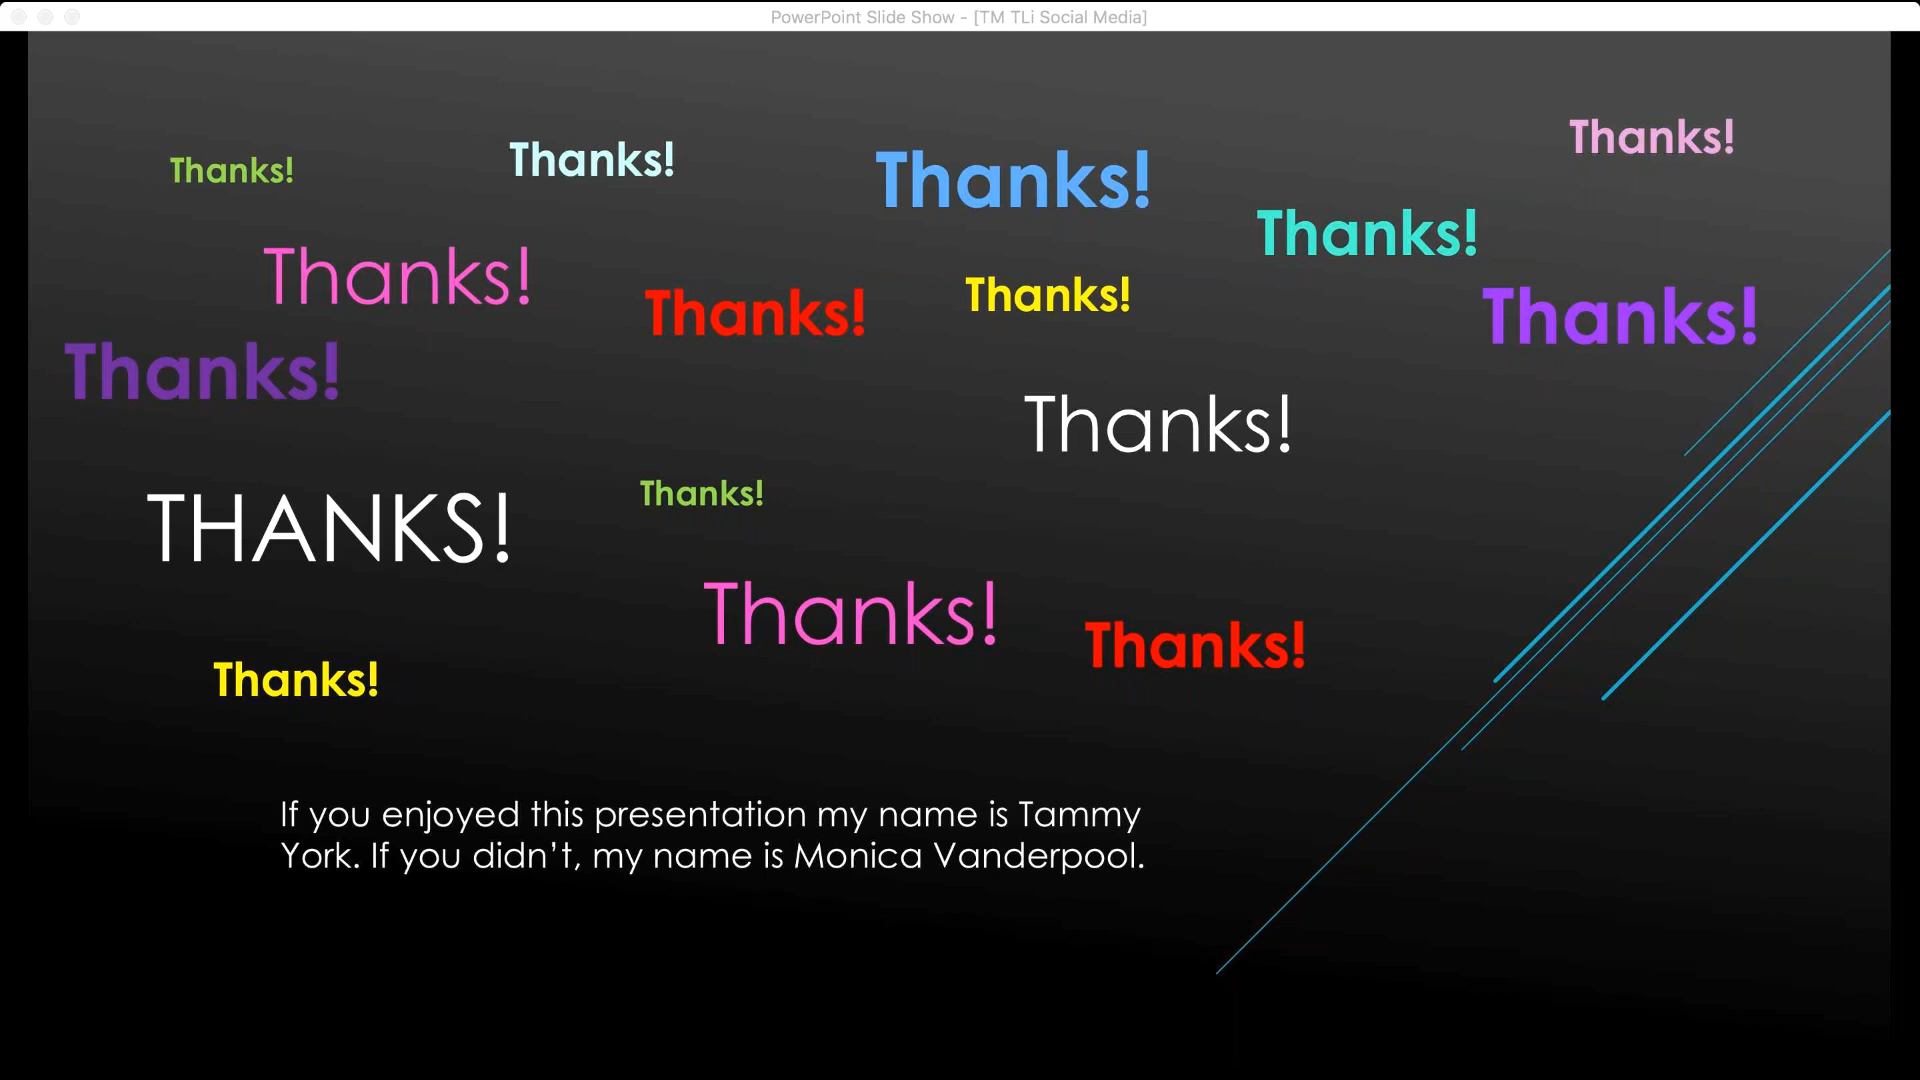 PowerPoint Slide Show - [TM TLi Social Media]
Thanks!
Thanks!
Thanks!
Thanks!
Thanks!
Thanks!
Thanks!
Thanks!
Thanks!
Thanks!
Thanks!
THANKS!
Thanks!
Thanks!
Thanks!
Thanks!
If you enjoyed this presentation my name is Tammy
York. If you didn’t, my name is Monica Vanderpool.